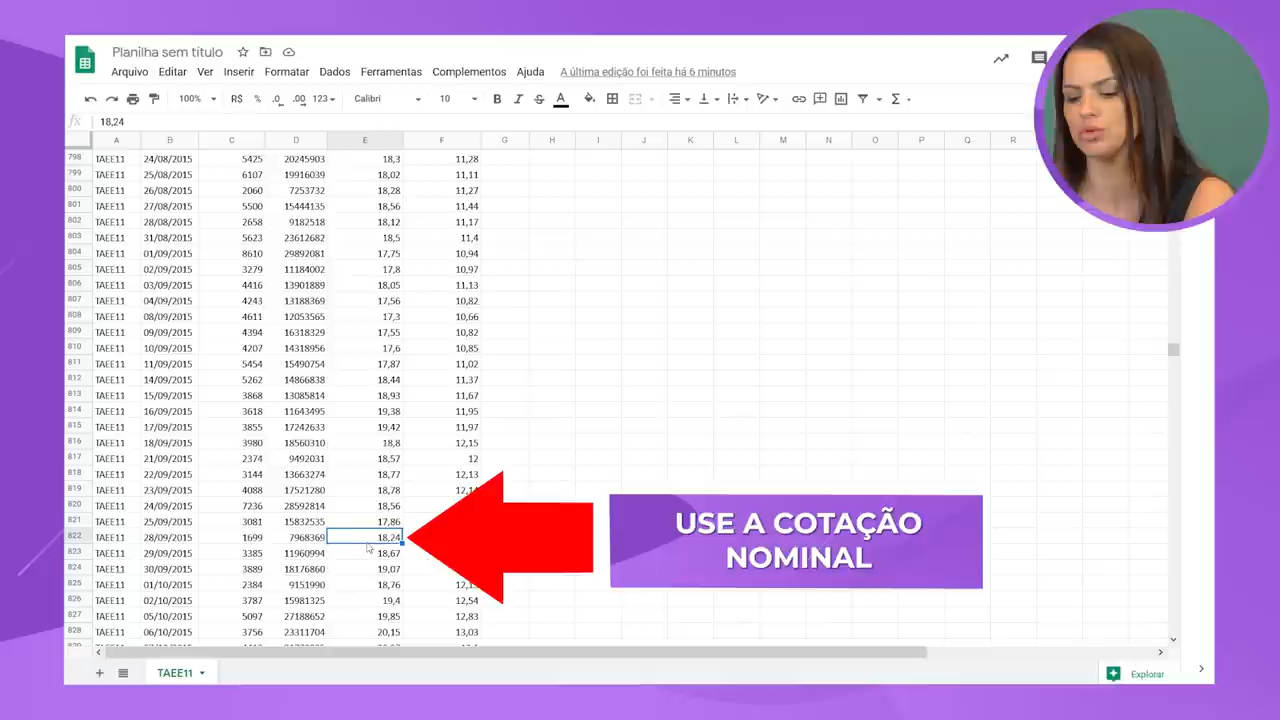 Planilha sem título
Arquivo Editar Ver Inserir Formatar Dados Ferramentas Complementos Ajuda A última edição foi feita há 6 minutos
100% R$ % .0 .00 123 Calibri 10 B I S A Σ
fx 18,24
A B C D E F G H I J K L M N O P Q R
798 TAEE11 24/08/2015 5425 20245903 18,3 11,28
799 TAEE11 25/08/2015 6107 19916039 18,02 11,11
800 TAEE11 26/08/2015 2060 7253732 18,28 11,27
801 TAEE11 27/08/2015 5500 15444135 18,56 11,44
802 TAEE11 28/08/2015 2658 9182518 18,12 11,17
803 TAEE11 31/08/2015 5623 23612682 18,5 11,4
804 TAEE11 01/09/2015 8610 29892081 17,75 10,94
805 TAEE11 02/09/2015 3279 11184002 17,8 10,97
806 TAEE11 03/09/2015 4416 13901889 18,05 11,13
807 TAEE11 04/09/2015 4243 13188369 17,56 10,82
808 TAEE11 08/09/2015 4611 12053565 17,3 10,66
809 TAEE11 09/09/2015 4394 16318329 17,55 10,82
810 TAEE11 10/09/2015 4207 14318956 17,6 10,85
811 TAEE11 11/09/2015 5454 15490754 17,87 11,02
812 TAEE11 14/09/2015 5262 14866838 18,44 11,37
813 TAEE11 15/09/2015 3868 13085814 18,93 11,67
814 TAEE11 16/09/2015 3618 11643495 19,38 11,95
815 TAEE11 17/09/2015 3855 17242633 19,42 11,97
816 TAEE11 18/09/2015 3980 18560310 18,8 12,15
817 TAEE11 21/09/2015 2374 9492031 18,57 12
818 TAEE11 22/09/2015 3144 13663274 18,77 12,13
819 TAEE11 23/09/2015 4088 17521280 18,78
820 TAEE11 24/09/2015 7236 28592814 18,56
821 TAEE11 25/09/2015 3081 15832535 17,86
822 TAEE11 28/09/2015 1699 7968369 18,24
823 TAEE11 29/09/2015 3385 11960994 18,67
824 TAEE11 30/09/2015 3889 18176860 19,07
825 TAEE11 01/10/2015 2384 9151990 18,76
826 TAEE11 02/10/2015 3787 15981325 19,4 12,54
827 TAEE11 05/10/2015 5097 27188652 19,85 12,83
828 TAEE11 06/10/2015 3756 23311704 20,15 13,03
USE A COTAÇÃO
NOMINAL
TAEE11
Explorar